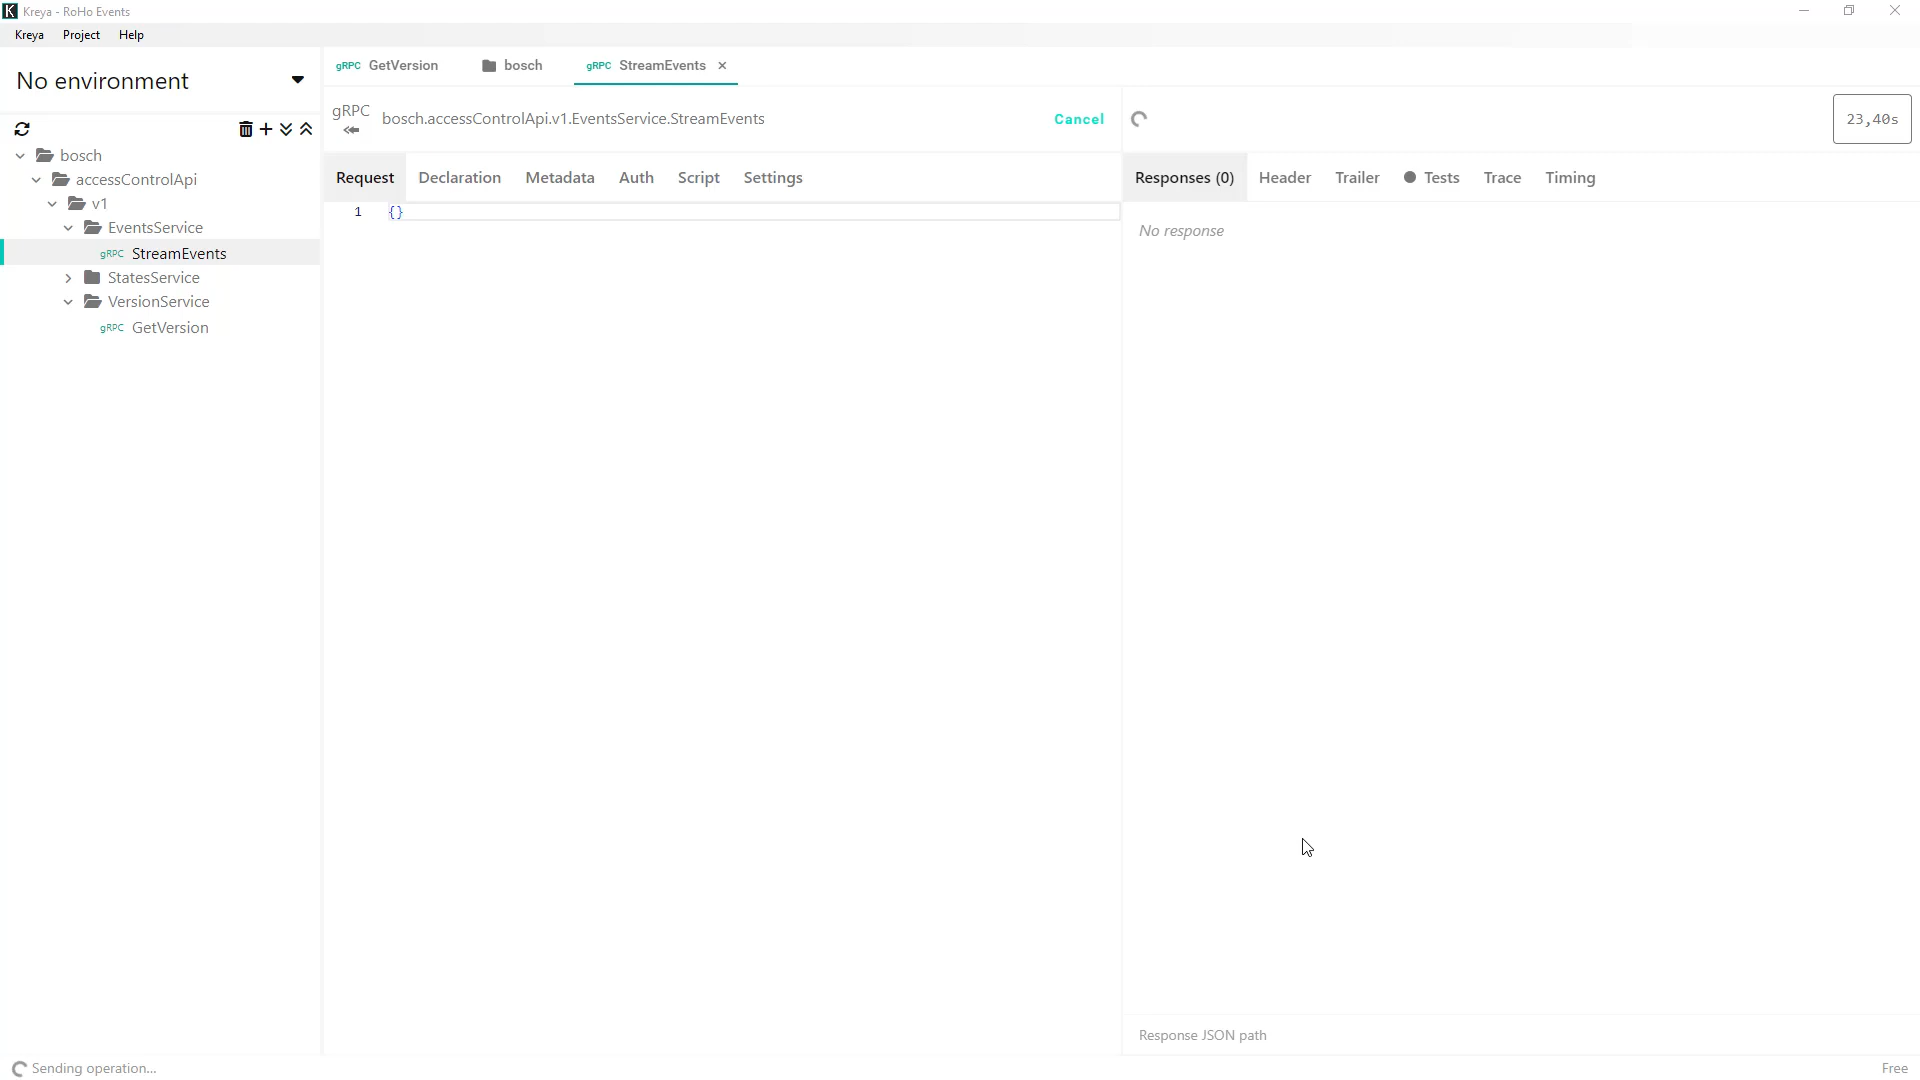 Kreya - RoHo Events
Kreya Project Help
No environment
bosch
accessControlApi
v1
EventsService
gRPC StreamEvents
StatesService
VersionService
gRPC GetVersion
gRPC GetVersion bosch gRPC StreamEvents
gRPC bosch.accessControlApi.v1.EventsService.StreamEvents Cancel
Request Declaration Metadata Auth Script Settings
1 {}
23,40s
Responses (0) Header Trailer Tests Trace Timing
No response
Response JSON path
Sending operation... Free